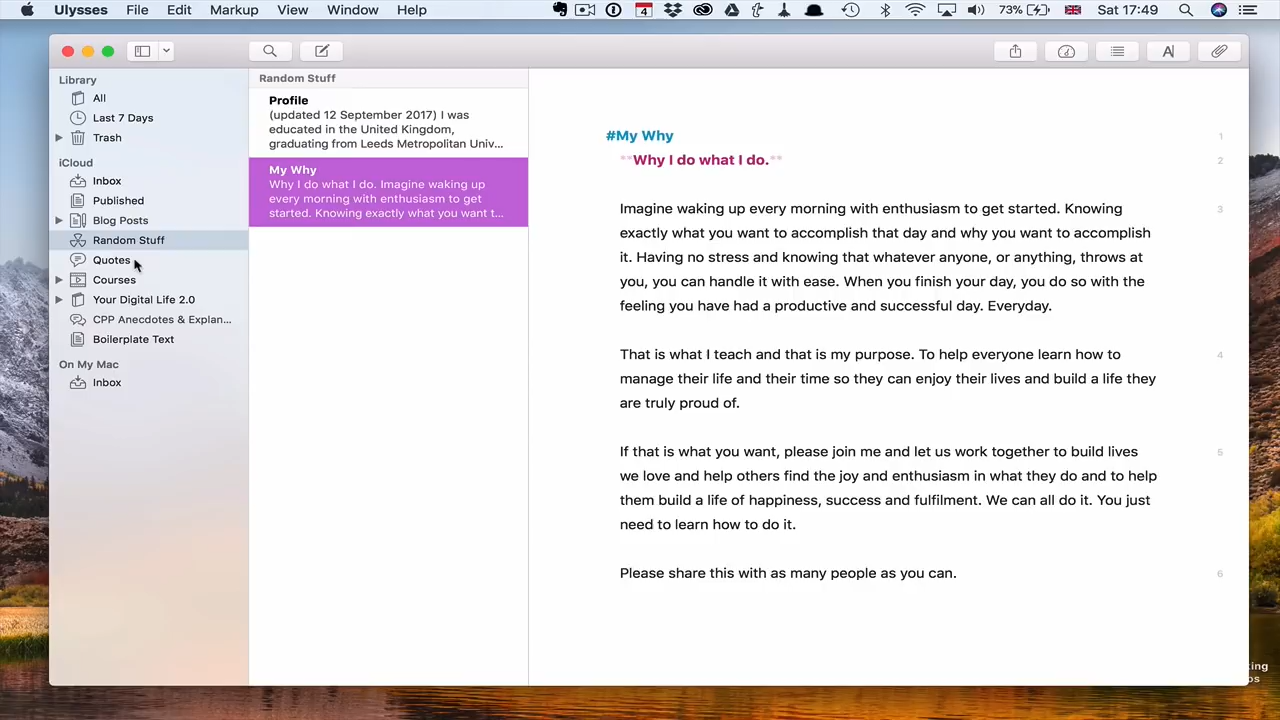 Ulysses File Edit Markup View Window Help 4 73% Sat 17:49
Library
All
Last 7 Days
Trash
iCloud
Inbox
Published
Blog Posts
Random Stuff
Quotes
Courses
Your Digital Life 2.0
CPP Anecdotes & Explan...
Boilerplate Text
On My Mac
Inbox
Random Stuff
Profile
(updated 12 September 2017) I was
educated in the United Kingdom,
graduating from Leeds Metropolitan Univ...
My Why
Why I do what I do. Imagine waking up
every morning with enthusiasm to get
started. Knowing exactly what you want t...
#My Why 1
**Why I do what I do.** 2
Imagine waking up every morning with enthusiasm to get started. Knowing 3
exactly what you want to accomplish that day and why you want to accomplish
it. Having no stress and knowing that whatever anyone, or anything, throws at
you, you can handle it with ease. When you finish your day, you do so with the
feeling you have had a productive and successful day. Everyday.
That is what I teach and that is my purpose. To help everyone learn how to 4
manage their life and their time so they can enjoy their lives and build a life they
are truly proud of.
If that is what you want, please join me and let us work together to build lives 5
we love and help others find the joy and enthusiasm in what they do and to help
them build a life of happiness, success and fulfilment. We can all do it. You just
need to learn how to do it.
Please share this with as many people as you can. 6